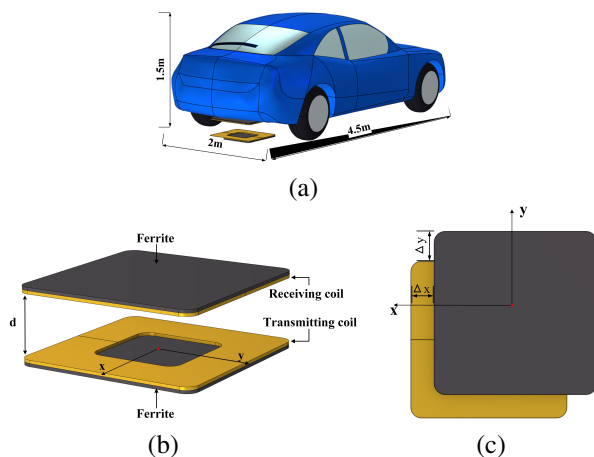 1.5m
2m
4.5m
(a)
Ferrite
Receiving coil
Transmitting coil
d
x
y
Ferrite
(b)
y
Δy
Δx
x
(c)